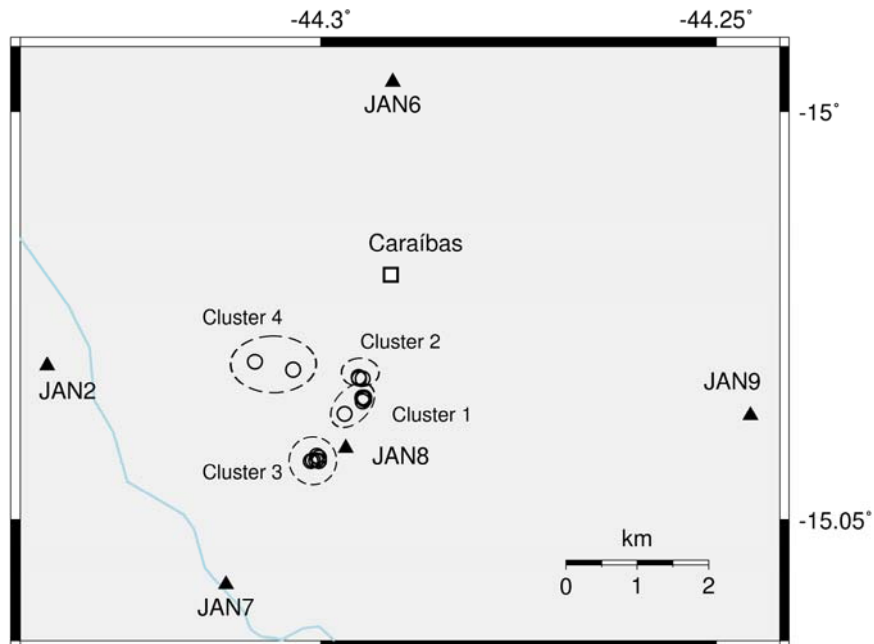 -44.3˚ -44.25˚
JAN6
-15˚
Caraíbas
Cluster 4
Cluster 2
JAN2
JAN9
Cluster 1
JAN8
Cluster 3
-15.05˚
km
0 1 2
JAN7